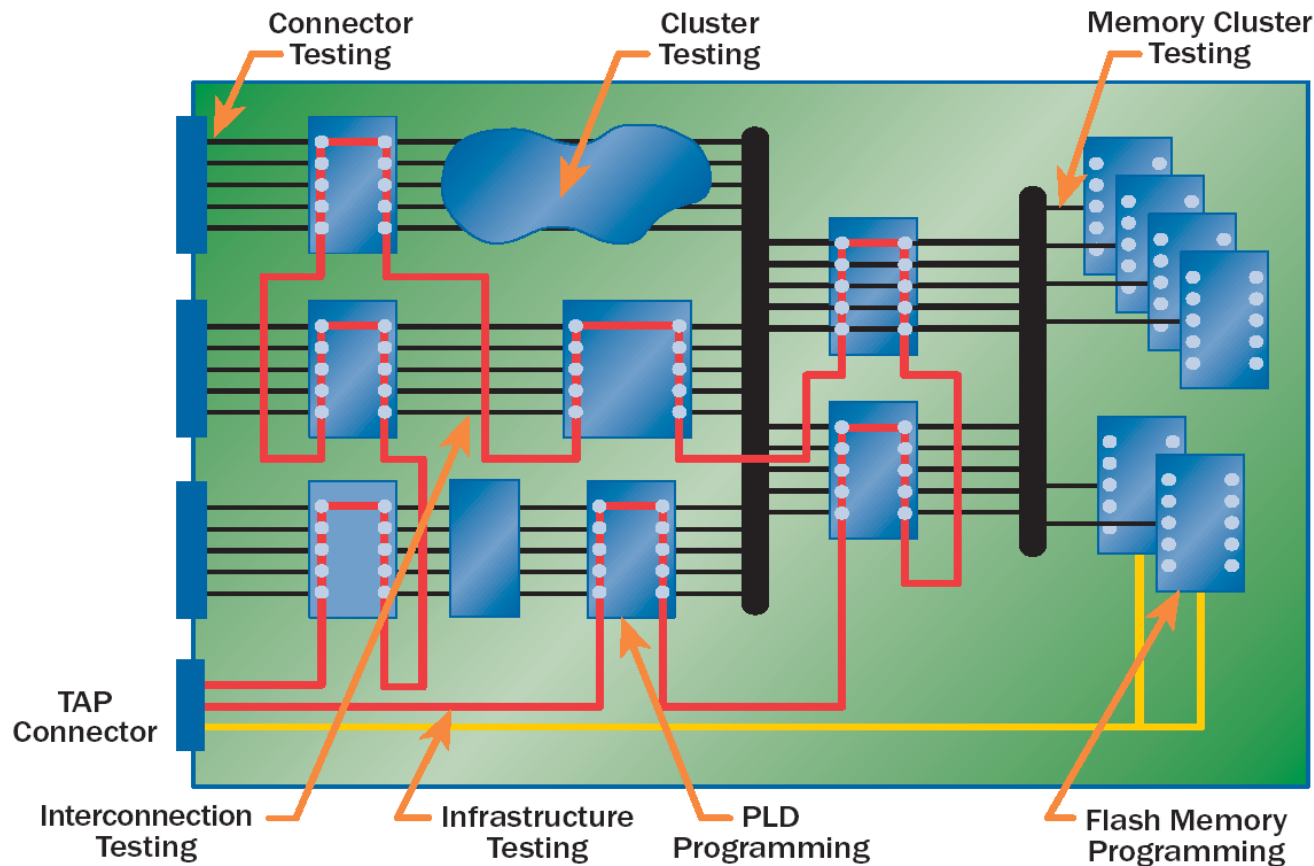 Connector
Testing
Cluster
Testing
Memory Cluster
Testing
TAP
Connector
Interconnection
Testing
Infrastructure
Testing
PLD
Programming
Flash Memory
Programming